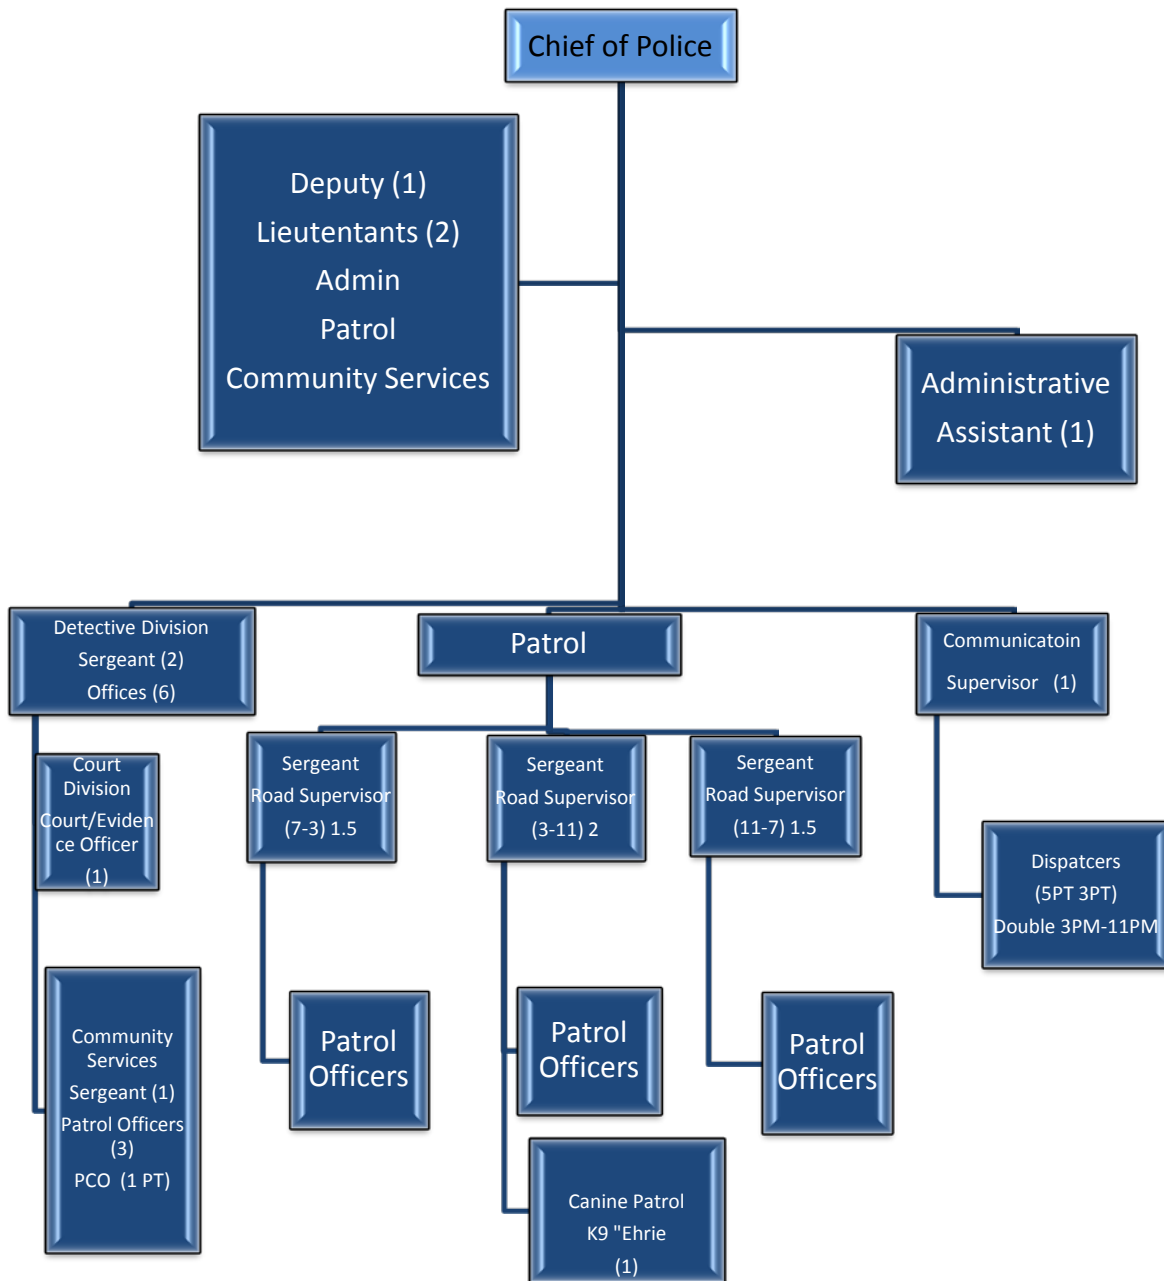 Chief of Police
Deputy (1)
Lieutentants (2)
Admin
Patrol
Community Services
Administrative
Assistant (1)
Detective Division
Sergeant (2)
Offices (6)
Patrol
Communicatoin
Supervisor (1)
Court
Division
Court/Eviden
ce Officer
(1)
Sergeant
Road Supervisor
(7-3) 1.5
Sergeant
Road Supervisor
(3-11) 2
Sergeant
Road Supervisor
(11-7) 1.5
Dispatcers
(5PT 3PT)
Double 3PM-11PM
Community
Services
Sergeant (1)
Patrol Officers
(3)
PCO (1 PT)
Patrol
Officers
Patrol
Officers
Patrol
Officers
Canine Patrol
K9 "Ehrie
(1)